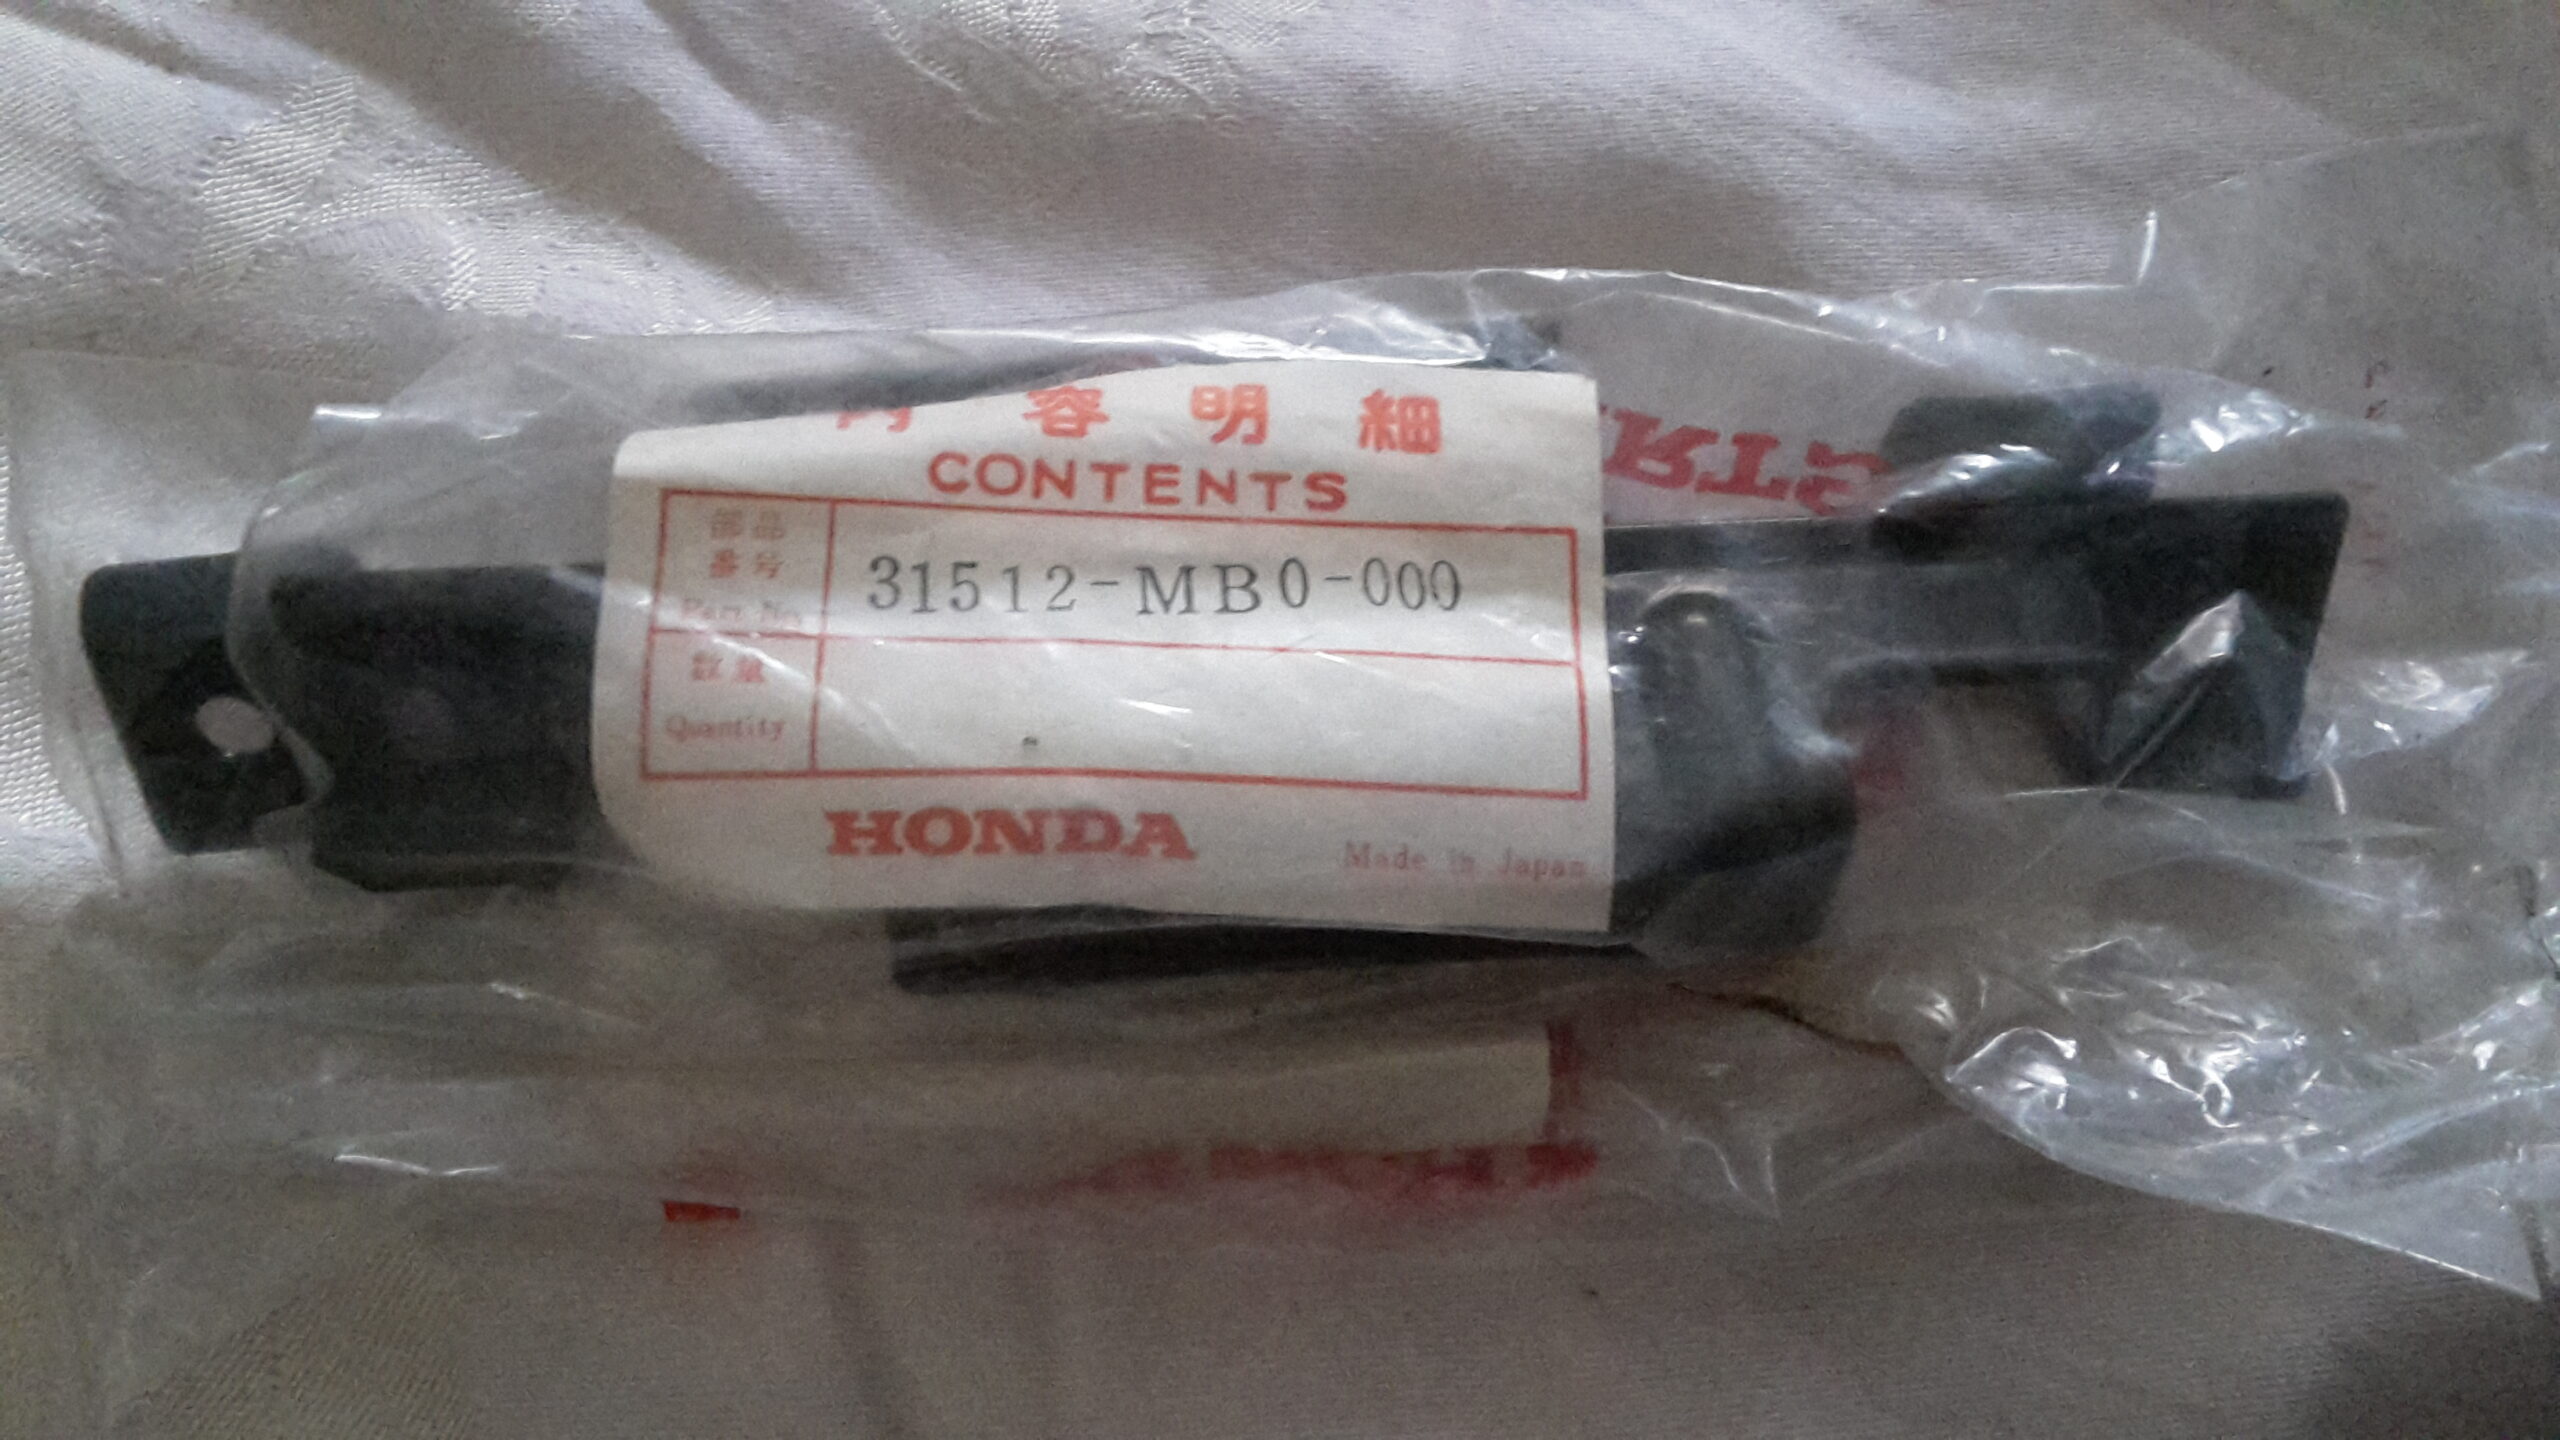 内容明細
CONTENTS
部品
番号
Part No.
31512-MB0-000
数量
Quantity
HONDA
Made in Japan